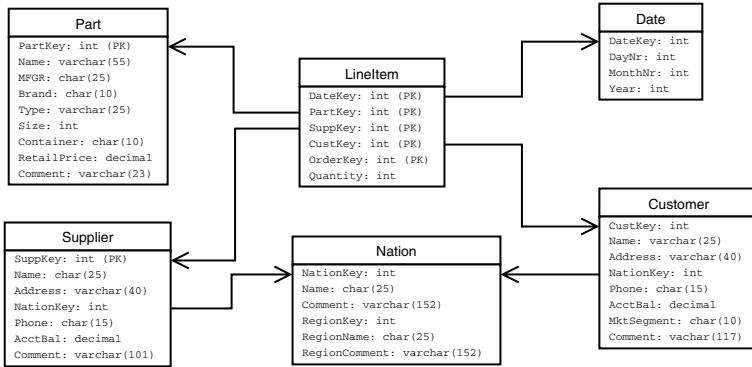 Part
PartKey: int (PK)
Name: varchar(55)
MFGR: char(25)
Brand: char(10)
Type: varchar(25)
Size: int
Container: char(10)
RetailPrice: decimal
Comment: varchar(23)
LineItem
DateKey: int (PK)
PartKey: int (PK)
SuppKey: int (PK)
CustKey: int (PK)
OrderKey: int (PK)
Quantity: int
Date
DateKey: int
DayNr: int
MonthNr: int
Year: int
Supplier
SuppKey: int (PK)
Name: char(25)
Address: varchar(40)
NationKey: int
Phone: char(15)
AcctBal: decimal
Comment: varchar(101)
Nation
NationKey: int
Name: char(25)
Comment: varchar(152)
RegionKey: int
RegionName: char(25)
RegionComment: varchar(152)
Customer
CustKey: int
Name: varchar(25)
Address: varchar(40)
NationKey: int
Phone: char(15)
AcctBal: decimal
MktSegment: char(10)
Comment: vachar(117)